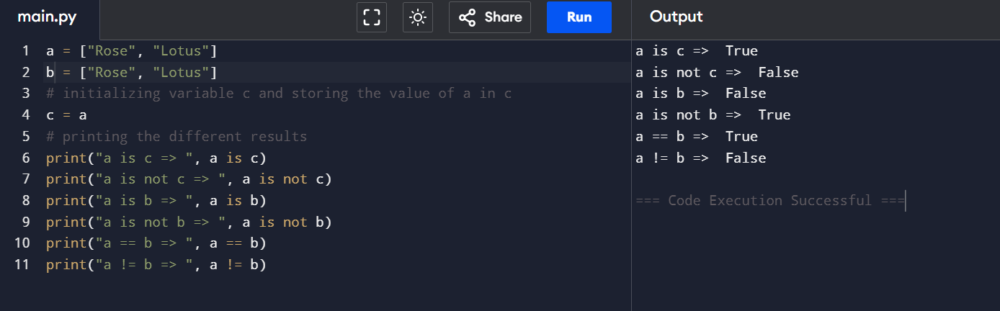 main.py
Share
Run
Output
1 a = ["Rose", "Lotus"]
2 b = ["Rose", "Lotus"]
3 # initializing variable c and storing the value of a in c
4 c = a
5 # printing the different results
6 print("a is c => ", a is c)
7 print("a is not c => ", a is not c)
8 print("a is b => ", a is b)
9 print("a is not b => ", a is not b)
10 print("a == b => ", a == b)
11 print("a != b => ", a != b)
a is c =>  True
a is not c =>  False
a is b =>  False
a is not b =>  True
a == b =>  True
a != b =>  False
=== Code Execution Successful ===